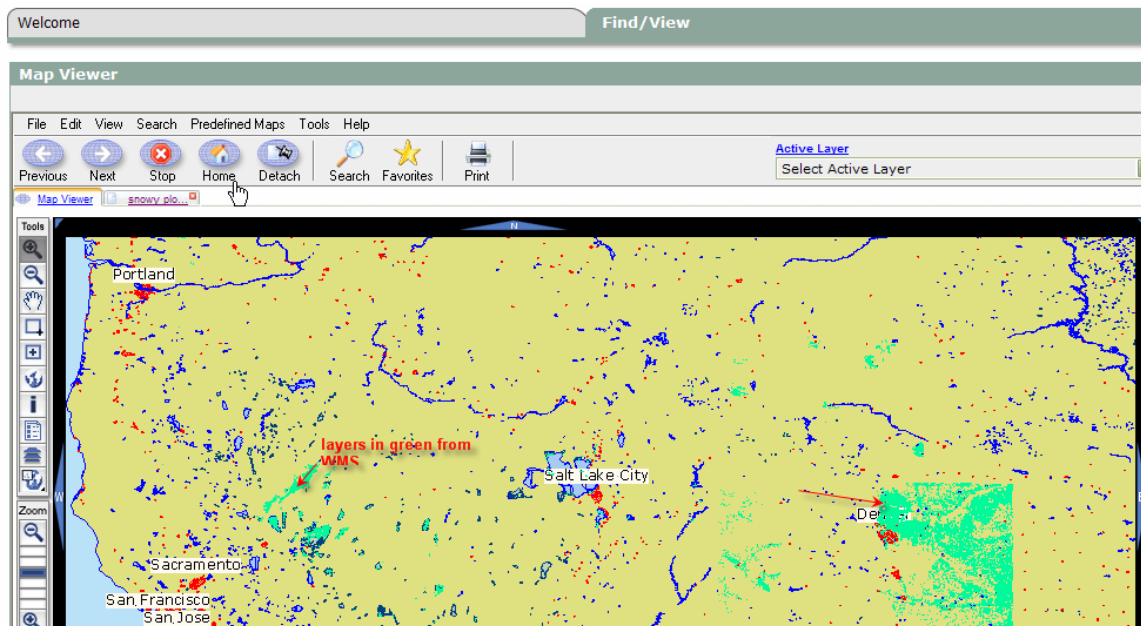 Welcome Find/View
Map Viewer
File Edit View Search Predefined Maps Tools Help
Previous Next Stop Home Detach Search Favorites Print
Active Layer
Select Active Layer
Map Viewer snowy plo...
Tools
N
Portland
layers in green from
WMS
Salt Lake City
W
Zoom
Sacramento
San Francisco
San Jose